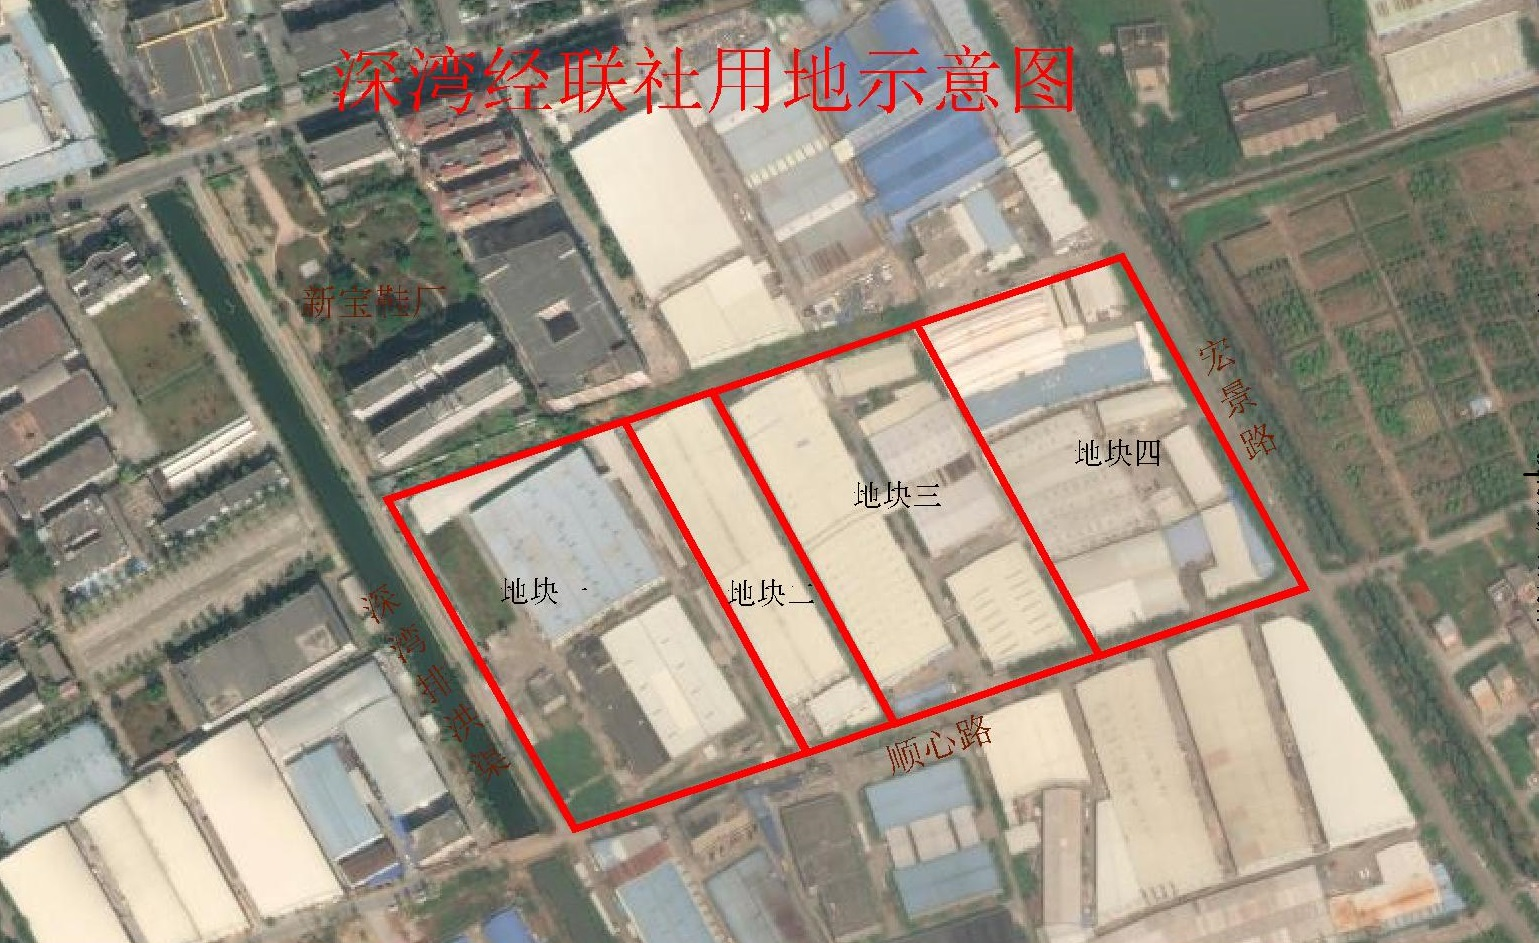 深湾经联社用地示意图
新宝鞋厂
宏景路
地块四
地块三
地块一
地块二
深湾排洪渠
顺心路